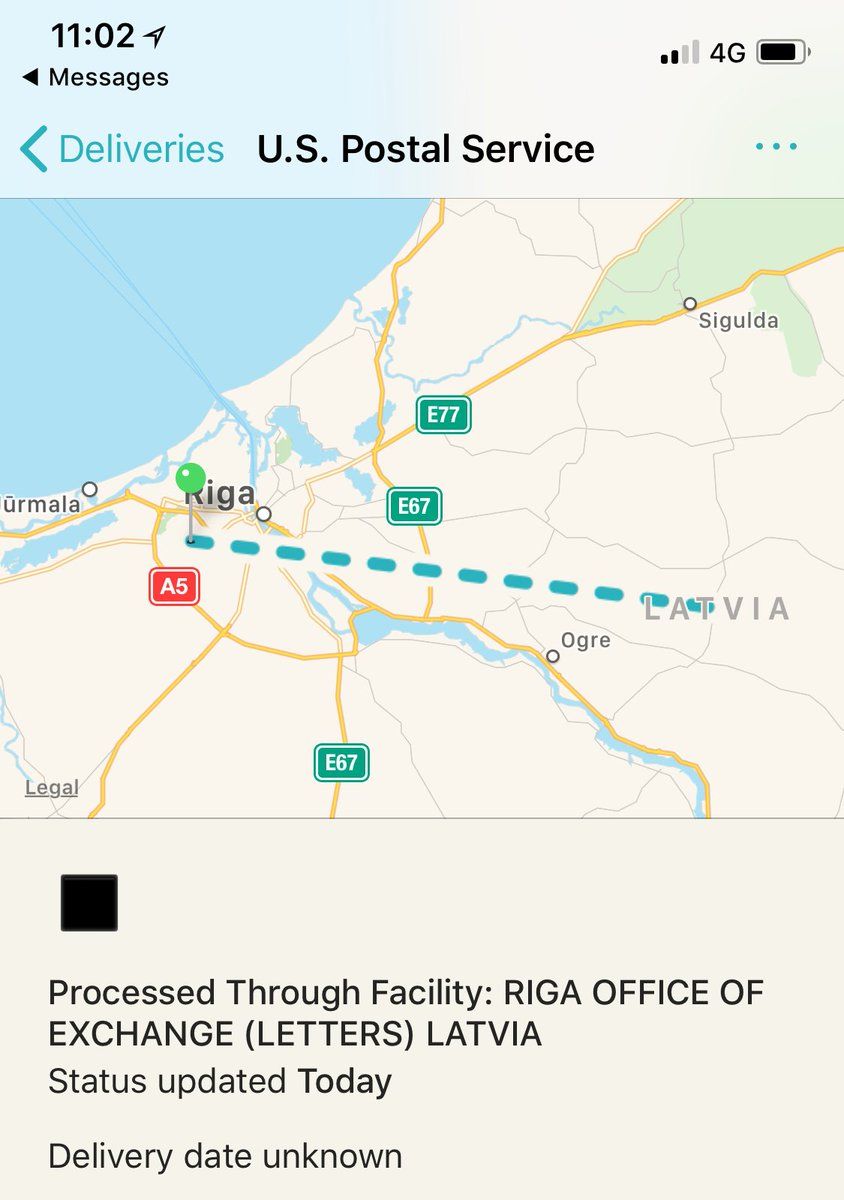 11:02
4G
Messages
Deliveries U.S. Postal Service
Sigulda
E77
ūrmala
Riga
E67
A5
LATVIA
Ogre
E67
Legal
Processed Through Facility: RIGA OFFICE OF
EXCHANGE (LETTERS) LATVIA
Status updated Today
Delivery date unknown